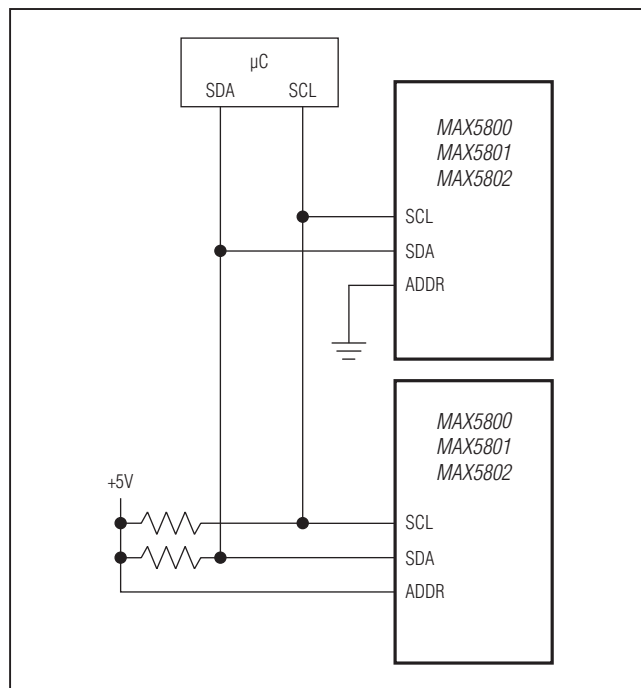 µC
SDA SCL
MAX5800
MAX5801
MAX5802
SCL
SDA
ADDR
MAX5800
MAX5801
MAX5802
+5V
SCL
SDA
ADDR